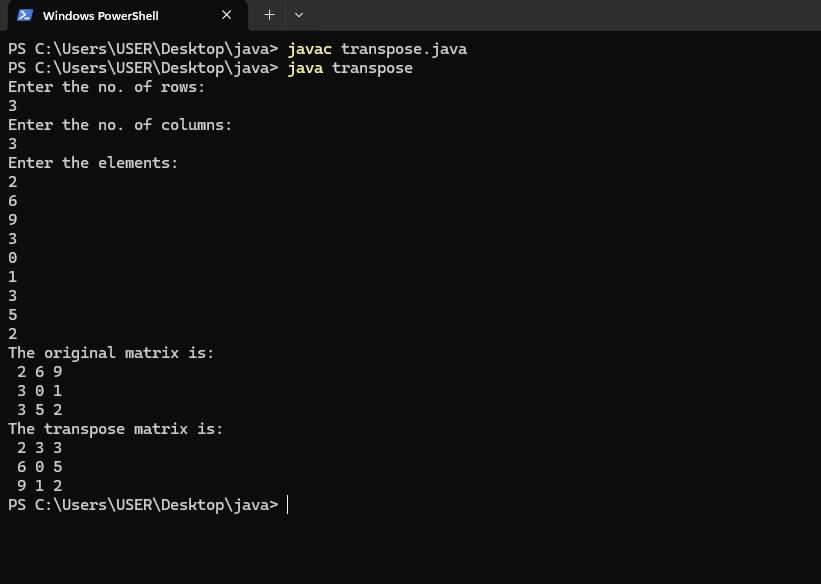 Windows PowerShell
PS C:\Users\USER\Desktop\java> javac transpose.java
PS C:\Users\USER\Desktop\java> java transpose
Enter the no. of rows:
3
Enter the no. of columns:
3
Enter the elements:
2
6
9
3
0
1
3
5
2
The original matrix is:
 2 6 9
 3 0 1
 3 5 2
The transpose matrix is:
 2 3 3
 6 0 5
 9 1 2
PS C:\Users\USER\Desktop\java>